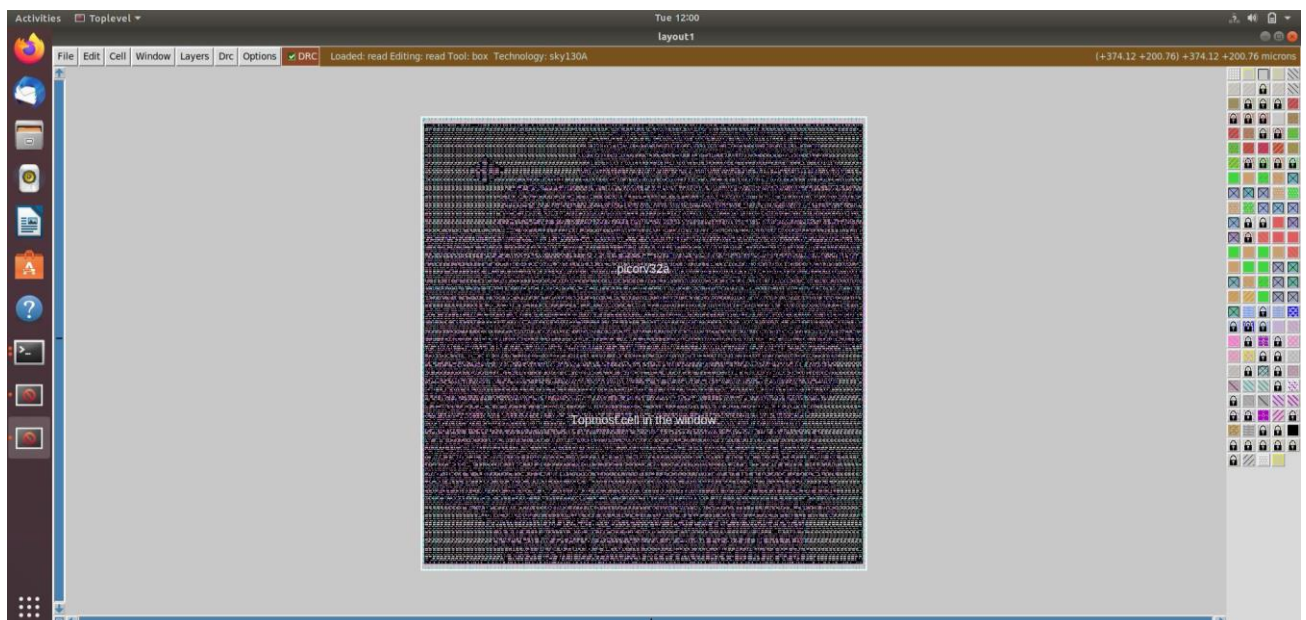 Activities Toplevel Tue 12:00
layout1
File Edit Cell Window Layers Drc Options DRC Loaded: read Editing: read Tool: box Technology: sky130A (+374.12 +200.76) +374.12 +200.76 microns
picorv32a
Topmost cell in the window